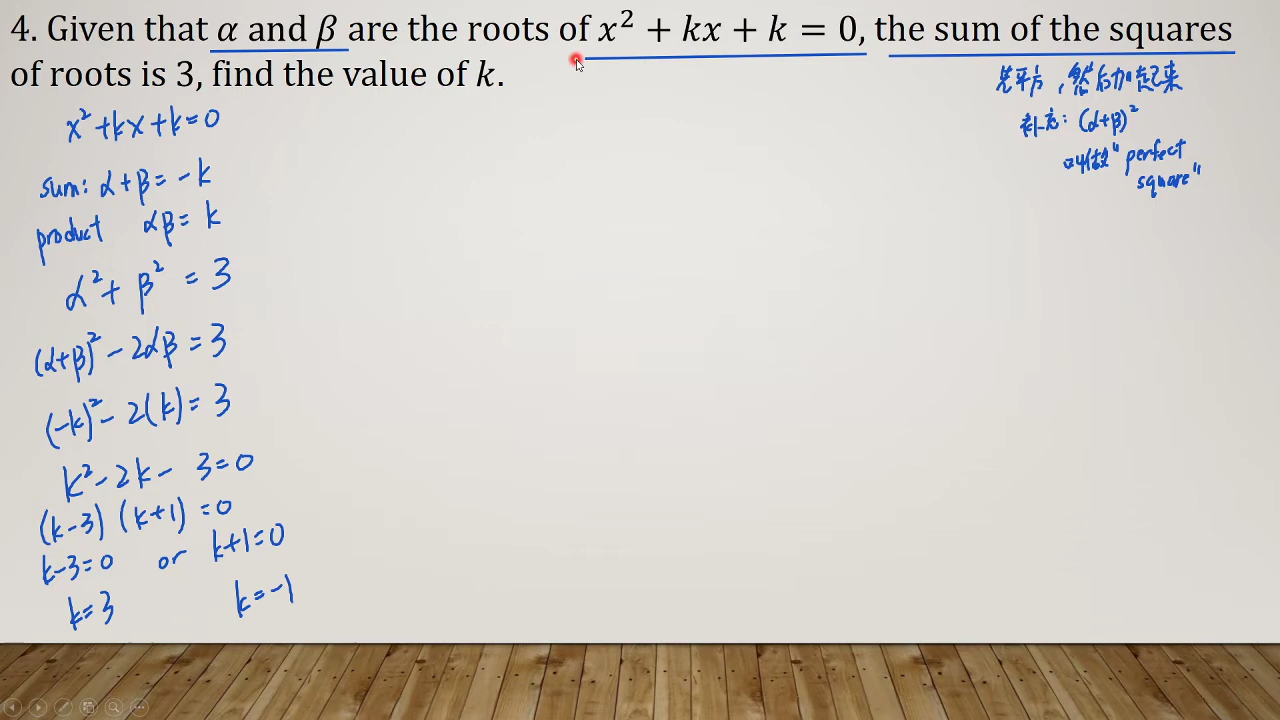 4. Given that α and β are the roots of x² + kx + k = 0, the sum of the squares
of roots is 3, find the value of k.
先平方，然后加起来
补充: (α+β)²
叫做" perfect
square"
x² + kx + k = 0
sum: α + β = -k
product αβ = k
α² + β² = 3
(α+β)² - 2αβ = 3
(-k)² - 2(k) = 3
k² - 2k - 3 = 0
(k-3) (k+1) = 0
k-3=0 or k+1=0
k=3 k=-1